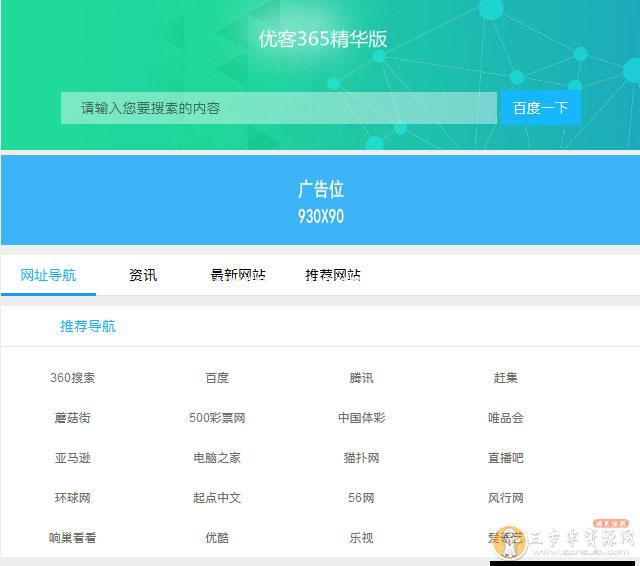 优客365精华版
请输入您要搜索的内容 百度一下
广告位
930X90
网址导航 资讯 最新网站 推荐网站
推荐导航
360搜索 百度 腾讯 赶集
蘑菇街 500彩票网 中国体彩 唯品会
亚马逊 电脑之家 猫扑网 直播吧
环球网 起点中文 56网 风行网
响巢看看 优酷 乐视 爱奇艺
三步学资源网